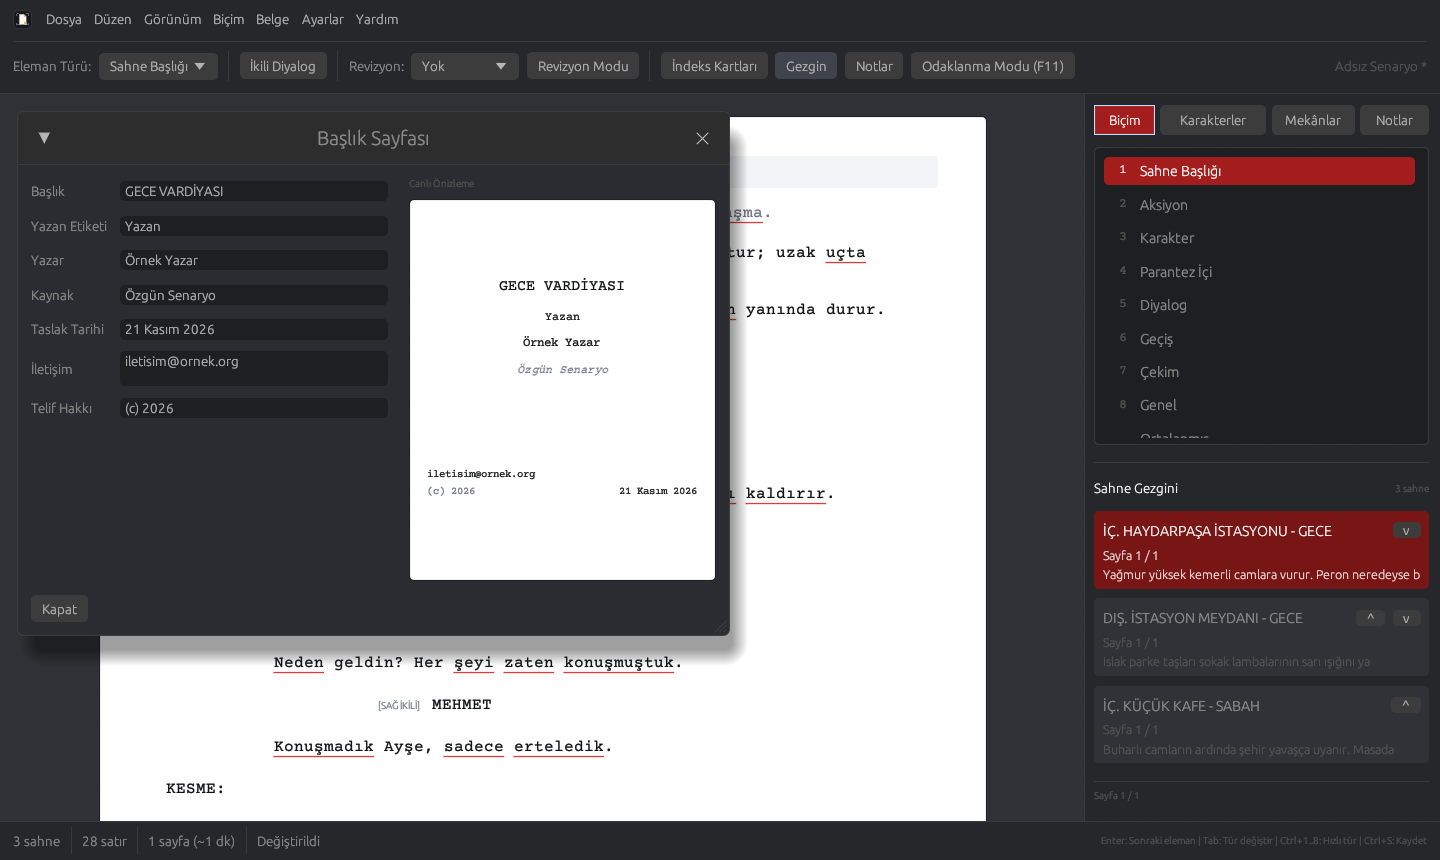 Dosya Düzen Görünüm Biçim Belge Ayarlar Yardım
Eleman Türü: Sahne Başlığı İkili Diyalog Revizyon: Yok Revizyon Modu İndeks Kartları Gezgin Notlar Odaklanma Modu (F11) Adsız Senaryo *
Başlık Sayfası
Başlık GECE VARDİYASI
Yazan Etiketi Yazan
Yazar Örnek Yazar
Kaynak Özgün Senaryo
Taslak Tarihi 21 Kasım 2026
İletişim iletisim@ornek.org
Telif Hakkı (c) 2026
Kapat
Canlı Önizleme
GECE VARDİYASI
Yazan
Örnek Yazar
Özgün Senaryo
iletisim@ornek.org
(c) 2026 21 Kasım 2026
uzak uçta
yanında durur.
kaldırır.
Neden geldin? Her şeyi zaten konuşmuştuk.
[SAĞ İKİLİ] MEHMET
Konuşmadık Ayşe, sadece erteledik.
KESME:
Biçim Karakterler Mekânlar Notlar
1 Sahne Başlığı
2 Aksiyon
3 Karakter
4 Parantez İçi
5 Diyalog
6 Geçiş
7 Çekim
8 Genel
Sahne Gezgini 3 sahne
İÇ. HAYDARPAŞA İSTASYONU - GECE v
Sayfa 1 / 1
Yağmur yüksek kemerli camlara vurur. Peron neredeyse b
DIŞ. İSTASYON MEYDANI - GECE ^ v
Sayfa 1 / 1
Islak parke taşları sokak lambalarının sarı ışığını ya
İÇ. KÜÇÜK KAFE - SABAH ^
Sayfa 1 / 1
Buharlı camların ardında şehir yavaşça uyanır. Masada
Sayfa 1 / 1
3 sahne 28 satır 1 sayfa (~1 dk) Değiştirildi
Enter: Sonraki eleman | Tab: Tür değiştir | Ctrl+1..8: Hızlı tür | Ctrl+S: Kaydet